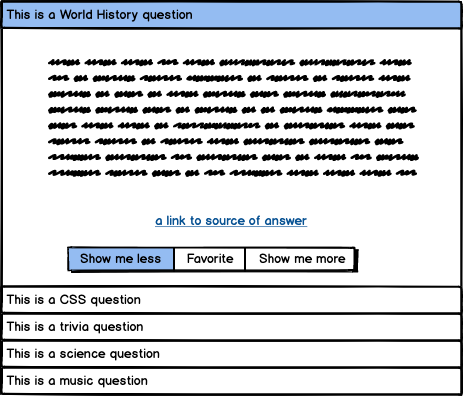 This is a World History question
a link to source of answer
Show me less Favorite Show me more
This is a CSS question
This is a trivia question
This is a science question
This is a music question